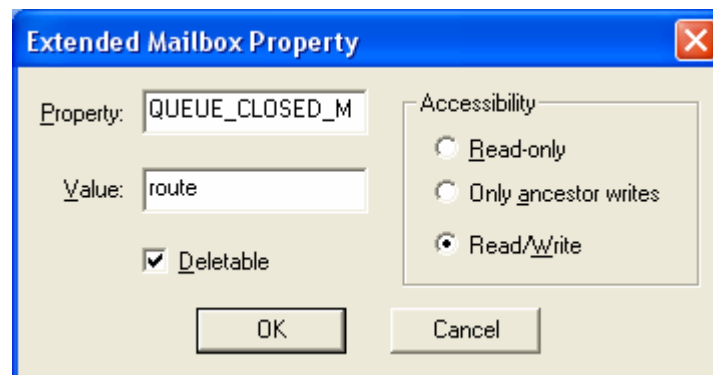 Extended Mailbox Property
Property: QUEUE_CLOSED_M
Value: route
Deletable
Accessibility
Read-only
Only ancestor writes
Read/Write
OK Cancel